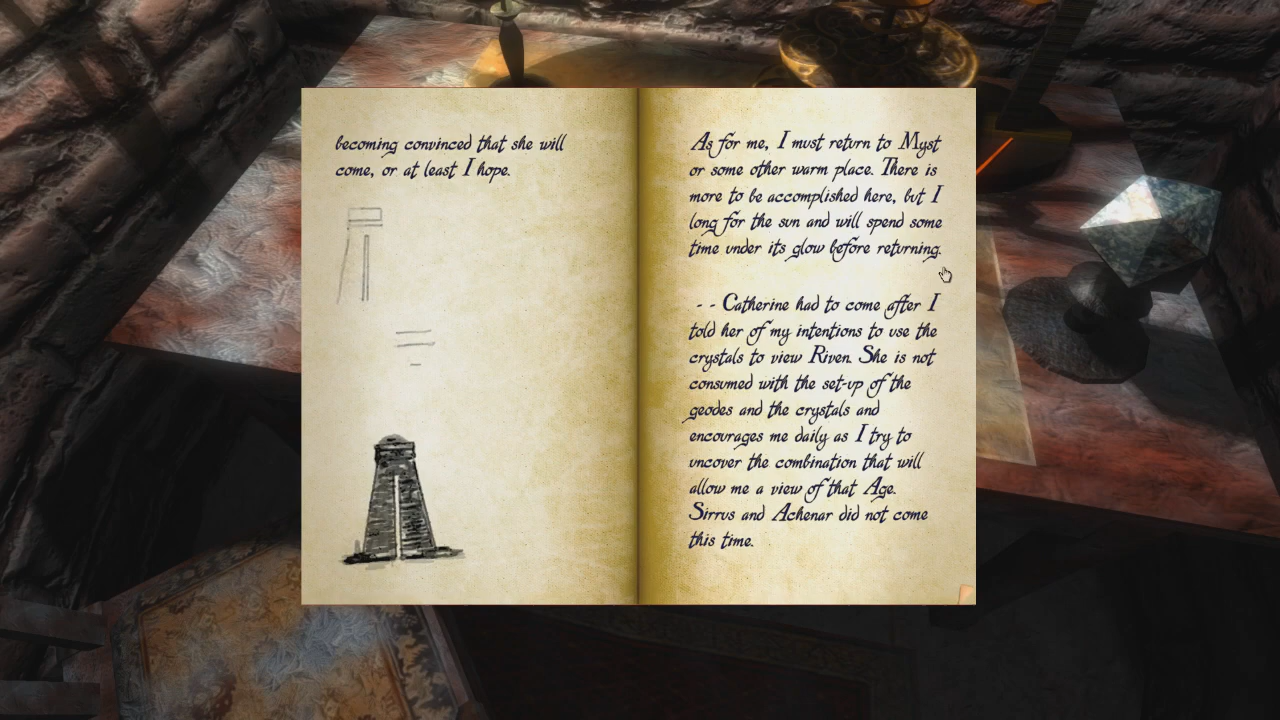 becoming convinced that she will
come, or at least I hope.
As for me, I must return to Myst
or some other warm place. There is
more to be accomplished here, but I
long for the sun and will spend some
time under its glow before returning.
- - Catherine had to come after I
told her of my intentions to use the
crystals to view Riven. She is not
consumed with the set-up of the
geodes and the crystals and
encourages me daily as I try to
uncover the combination that will
allow me a view of that Age.
Sirrus and Achenar did not come
this time.